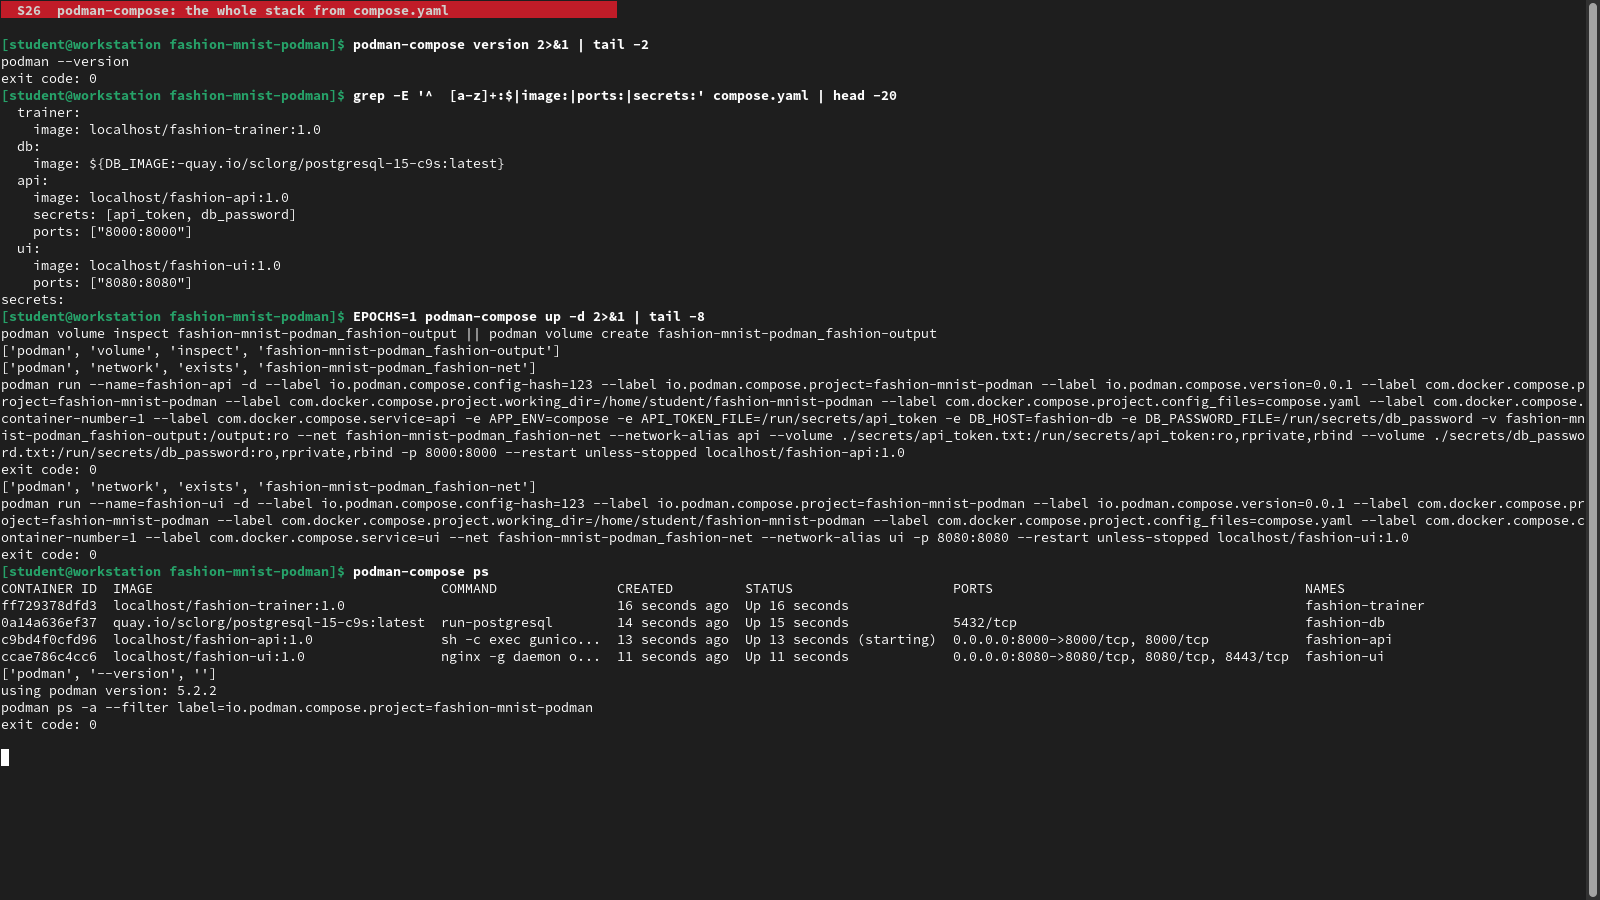 S26  podman-compose: the whole stack from compose.yaml
[student@workstation fashion-mnist-podman]$ podman-compose version 2>&1 | tail -2
podman --version
exit code: 0
[student@workstation fashion-mnist-podman]$ grep -E '^  [a-z]+:$|image:|ports:|secrets:' compose.yaml | head -20
  trainer:
    image: localhost/fashion-trainer:1.0
  db:
    image: ${DB_IMAGE:-quay.io/sclorg/postgresql-15-c9s:latest}
  api:
    image: localhost/fashion-api:1.0
    secrets: [api_token, db_password]
    ports: ["8000:8000"]
  ui:
    image: localhost/fashion-ui:1.0
    ports: ["8080:8080"]
secrets:
[student@workstation fashion-mnist-podman]$ EPOCHS=1 podman-compose up -d 2>&1 | tail -8
podman volume inspect fashion-mnist-podman_fashion-output || podman volume create fashion-mnist-podman_fashion-output
['podman', 'volume', 'inspect', 'fashion-mnist-podman_fashion-output']
['podman', 'network', 'exists', 'fashion-mnist-podman_fashion-net']
podman run --name=fashion-api -d --label io.podman.compose.config-hash=123 --label io.podman.compose.project=fashion-mnist-podman --label io.podman.compose.version=0.0.1 --label com.docker.compose.p
roject=fashion-mnist-podman --label com.docker.compose.project.working_dir=/home/student/fashion-mnist-podman --label com.docker.compose.project.config_files=compose.yaml --label com.docker.compose.
container-number=1 --label com.docker.compose.service=api -e APP_ENV=compose -e API_TOKEN_FILE=/run/secrets/api_token -e DB_HOST=fashion-db -e DB_PASSWORD_FILE=/run/secrets/db_password -v fashion-mn
ist-podman_fashion-output:/output:ro --net fashion-mnist-podman_fashion-net --network-alias api --volume ./secrets/api_token.txt:/run/secrets/api_token:ro,rprivate,rbind --volume ./secrets/db_passwo
rd.txt:/run/secrets/db_password:ro,rprivate,rbind -p 8000:8000 --restart unless-stopped localhost/fashion-api:1.0
exit code: 0
['podman', 'network', 'exists', 'fashion-mnist-podman_fashion-net']
podman run --name=fashion-ui -d --label io.podman.compose.config-hash=123 --label io.podman.compose.project=fashion-mnist-podman --label io.podman.compose.version=0.0.1 --label com.docker.compose.pr
oject=fashion-mnist-podman --label com.docker.compose.project.working_dir=/home/student/fashion-mnist-podman --label com.docker.compose.project.config_files=compose.yaml --label com.docker.compose.c
ontainer-number=1 --label com.docker.compose.service=ui --net fashion-mnist-podman_fashion-net --network-alias ui -p 8080:8080 --restart unless-stopped localhost/fashion-ui:1.0
exit code: 0
[student@workstation fashion-mnist-podman]$ podman-compose ps
CONTAINER ID  IMAGE                                    COMMAND               CREATED         STATUS                    PORTS                                       NAMES
ff729378dfd3  localhost/fashion-trainer:1.0                                  16 seconds ago  Up 16 seconds                                                         fashion-trainer
0a14a636ef37  quay.io/sclorg/postgresql-15-c9s:latest  run-postgresql        14 seconds ago  Up 15 seconds             5432/tcp                                    fashion-db
c9bd4f0cfd96  localhost/fashion-api:1.0                sh -c exec gunico...  13 seconds ago  Up 13 seconds (starting)  0.0.0.0:8000->8000/tcp, 8000/tcp            fashion-api
ccae786c4cc6  localhost/fashion-ui:1.0                 nginx -g daemon o...  11 seconds ago  Up 11 seconds             0.0.0.0:8080->8080/tcp, 8080/tcp, 8443/tcp  fashion-ui
['podman', '--version', '']
using podman version: 5.2.2
podman ps -a --filter label=io.podman.compose.project=fashion-mnist-podman
exit code: 0